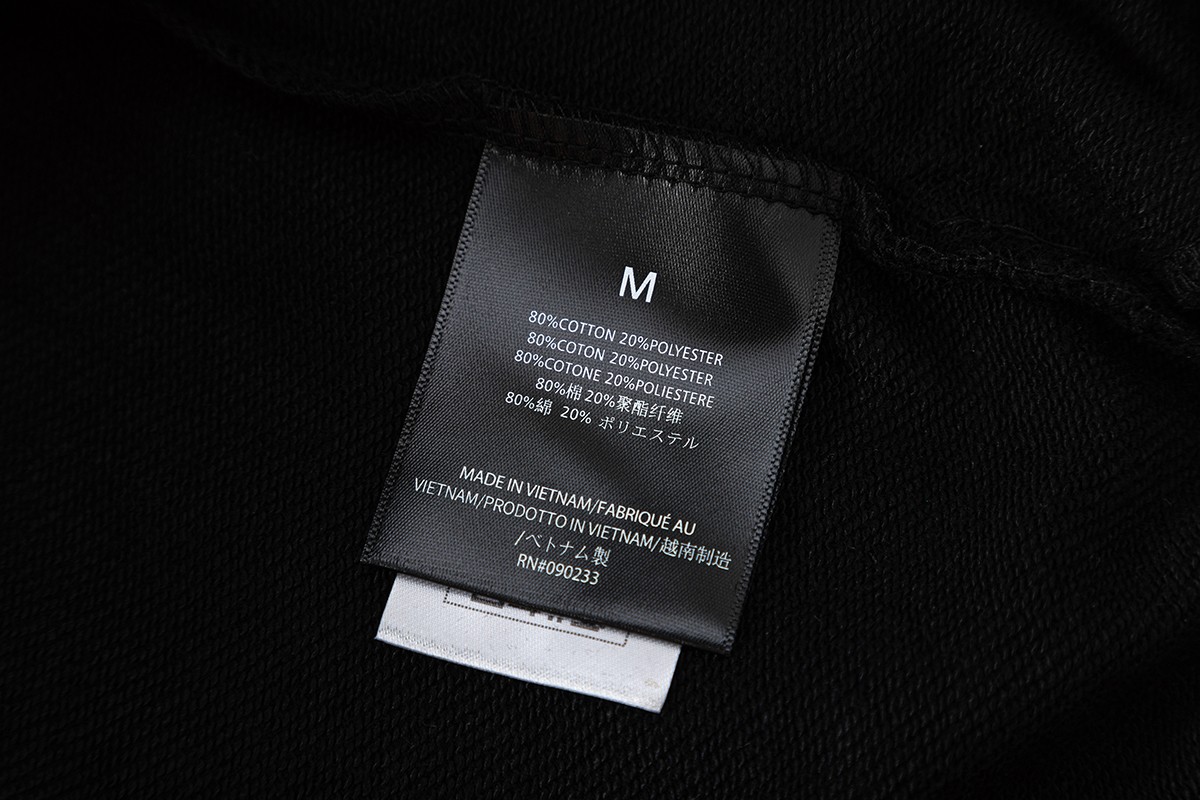 M
80%COTTON 20%POLYESTER
80%COTON 20%POLYESTER
80%COTONE 20%POLIESTERE
80%棉 20%聚酯纤维
80%綿 20% ポリエステル
MADE IN VIETNAM/FABRIQUÉ AU
VIETNAM/PRODOTTO IN VIETNAM/越南制造
/ベトナム製
RN#090233